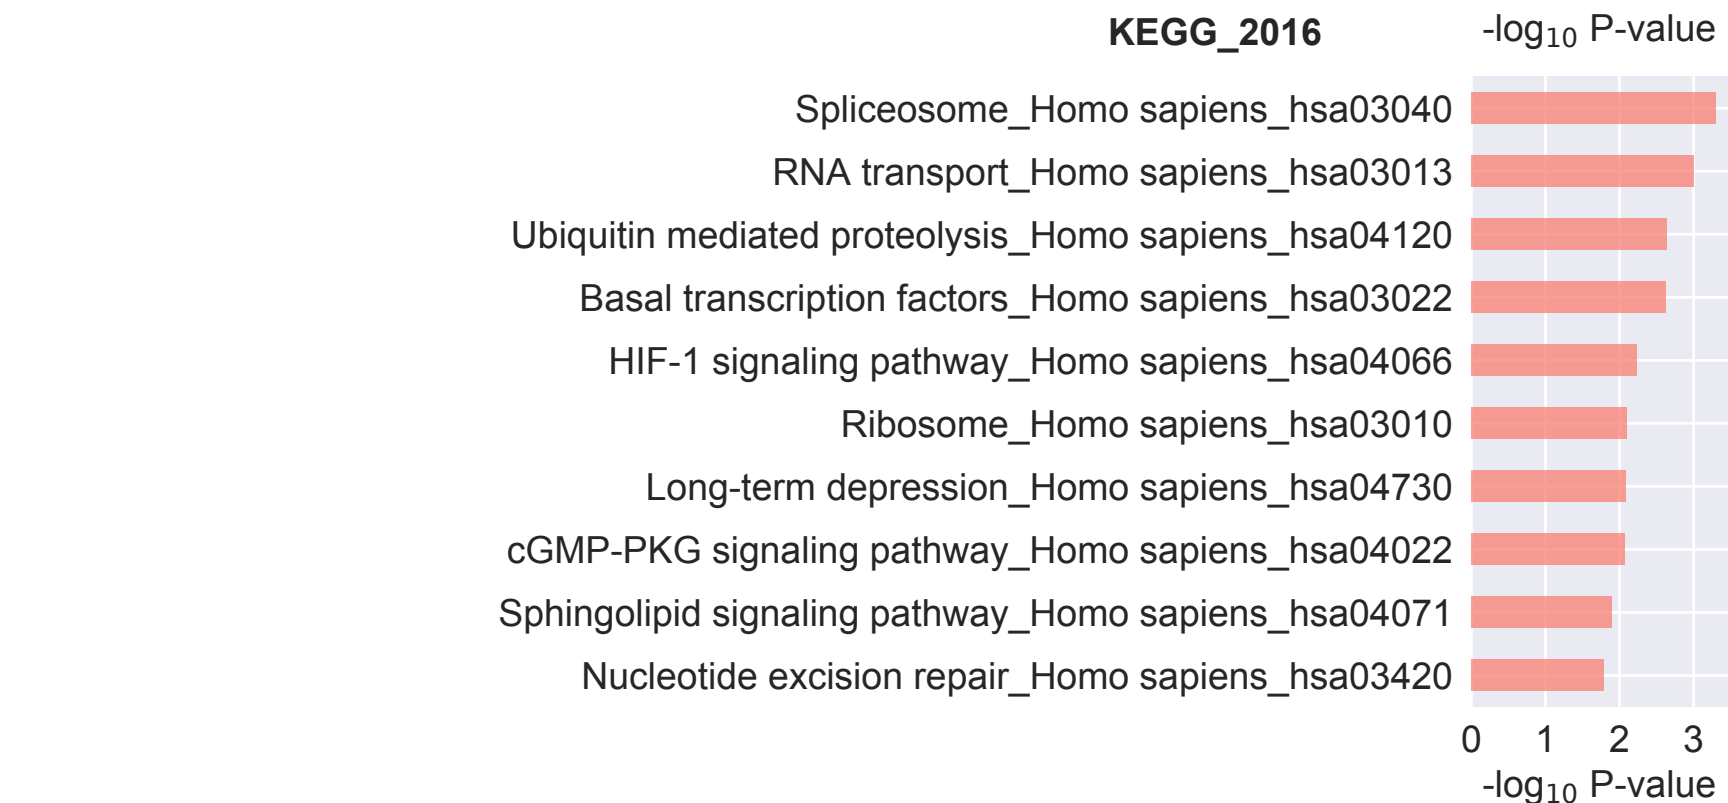 KEGG_2016
-log₁₀ P-value
Spliceosome_Homo sapiens_hsa03040
RNA transport_Homo sapiens_hsa03013
Ubiquitin mediated proteolysis_Homo sapiens_hsa04120
Basal transcription factors_Homo sapiens_hsa03022
HIF-1 signaling pathway_Homo sapiens_hsa04066
Ribosome_Homo sapiens_hsa03010
Long-term depression_Homo sapiens_hsa04730
cGMP-PKG signaling pathway_Homo sapiens_hsa04022
Sphingolipid signaling pathway_Homo sapiens_hsa04071
Nucleotide excision repair_Homo sapiens_hsa03420
0 1 2 3
-log₁₀ P-value